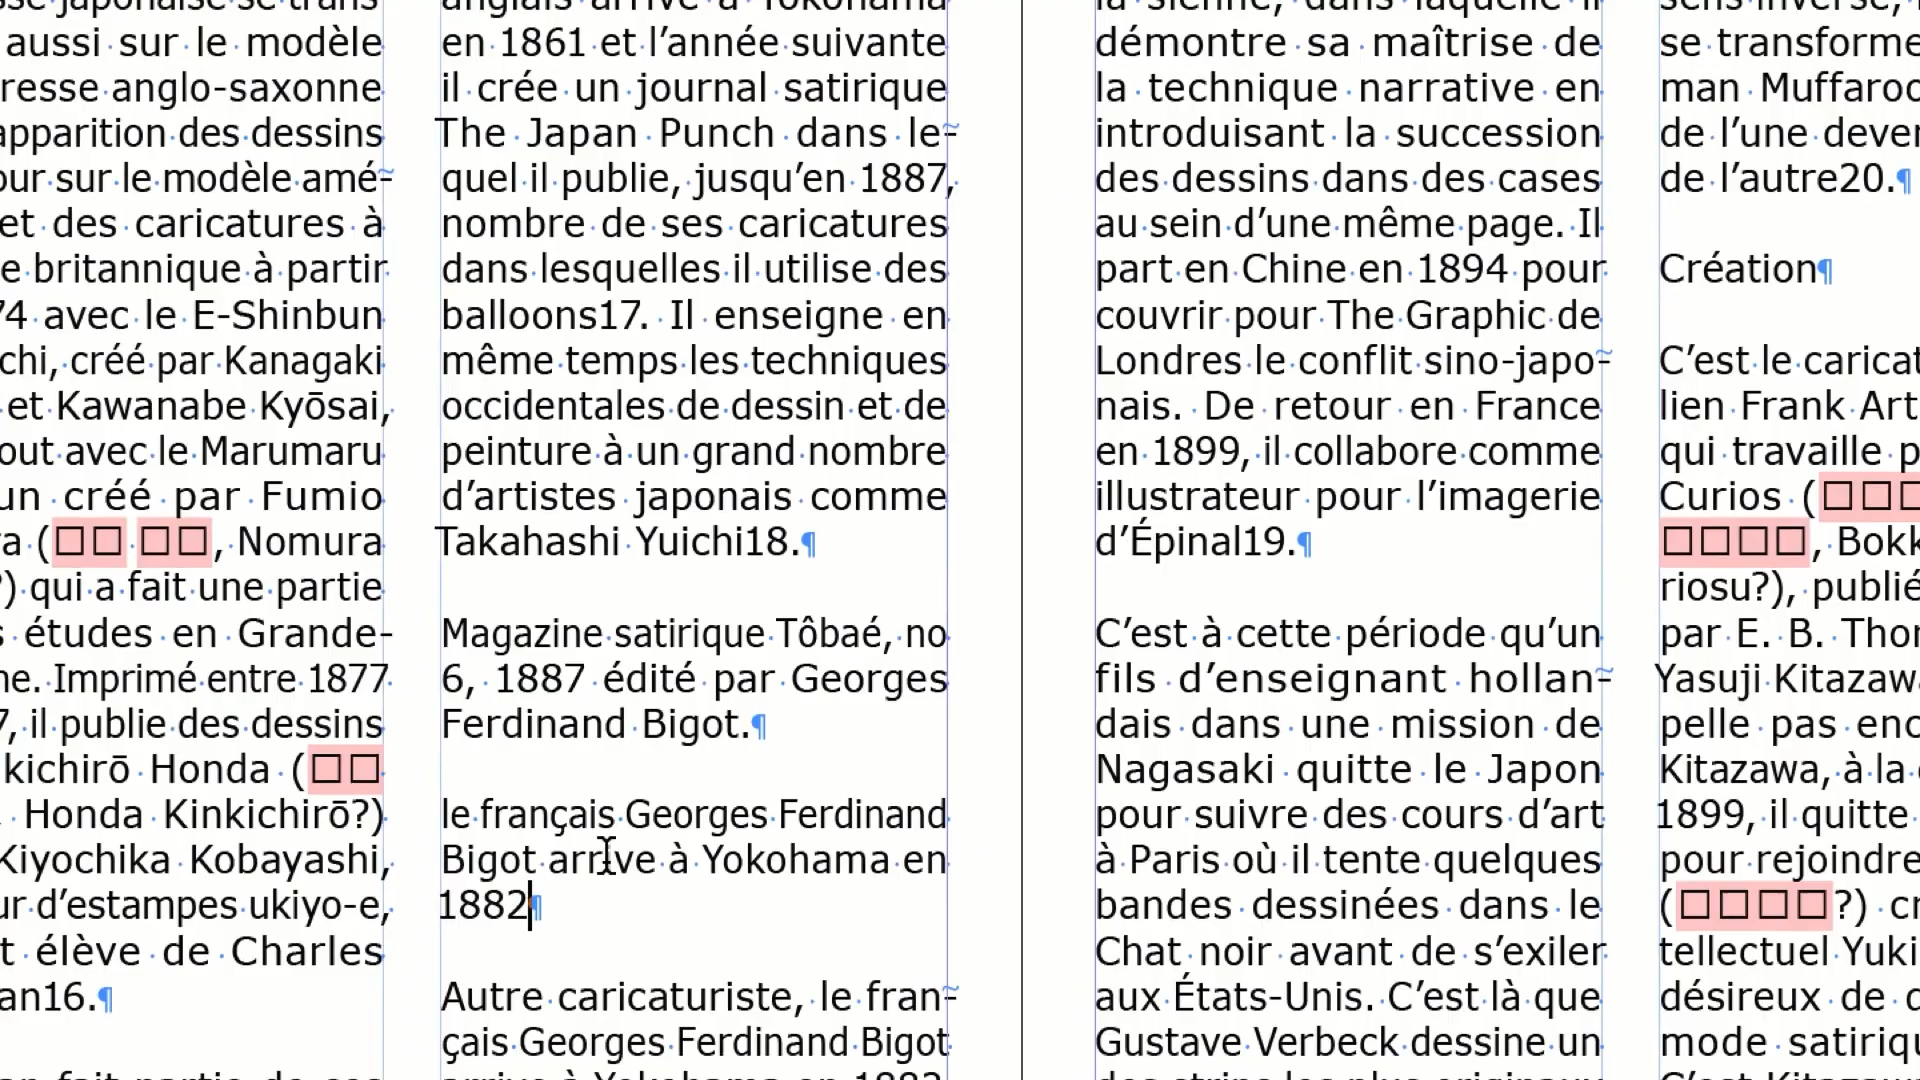 aussi sur le modèle
resse anglo-saxonne
apparition des dessins
our sur le modèle amé-
et des caricatures à
e britannique à partir
74 avec le E-Shinbun
chi, créé par Kanagaki
et Kawanabe Kyōsai,
out avec le Marumaru
un créé par Fumio
ra (□□ □□, Nomura
?) qui a fait une partie
s études en Grande-
ne. Imprimé entre 1877
7, il publie des dessins
kichirō Honda (□□
, Honda Kinkichirō?)
Kiyochika Kobayashi,
ur d’estampes ukiyo-e,
t élève de Charles
an16.¶
anglais arrive à Yokohama
en 1861 et l’année suivante
il crée un journal satirique
The Japan Punch dans le-
quel il publie, jusqu’en 1887,
nombre de ses caricatures
dans lesquelles il utilise des
balloons17. Il enseigne en
même temps les techniques
occidentales de dessin et de
peinture à un grand nombre
d’artistes japonais comme
Takahashi Yuichi18.¶
Magazine satirique Tôbaé, no
6, 1887 édité par Georges
Ferdinand Bigot.¶
le français Georges Ferdinand
Bigot arrive à Yokohama en
1882¶
Autre caricaturiste, le fran-
çais Georges Ferdinand Bigot
la sienne, dans laquelle il
démontre sa maîtrise de
la technique narrative en
introduisant la succession
des dessins dans des cases
au sein d’une même page. Il
part en Chine en 1894 pour
couvrir pour The Graphic de
Londres le conflit sino-japo-
nais. De retour en France
en 1899, il collabore comme
illustrateur pour l’imagerie
d’Épinal19.¶
C’est à cette période qu’un
fils d’enseignant hollan-
dais dans une mission de
Nagasaki quitte le Japon
pour suivre des cours d’art
à Paris où il tente quelques
bandes dessinées dans le
Chat noir avant de s’exiler
aux États-Unis. C’est là que
Gustave Verbeck dessine un
sens inverse,
se transforme
man Muffaroo
de l’une deven
de l’autre20.¶
Création¶
C’est le caricat
lien Frank Art
qui travaille p
Curios (□□□
□□□□, Bokk
riosu?), publié
par E. B. Thor
Yasuji Kitazawa
pelle pas enc
Kitazawa, à la
1899, il quitte
pour rejoindre
(□□□□?) cr
tellectuel Yuki
désireux de d
mode satiriqu